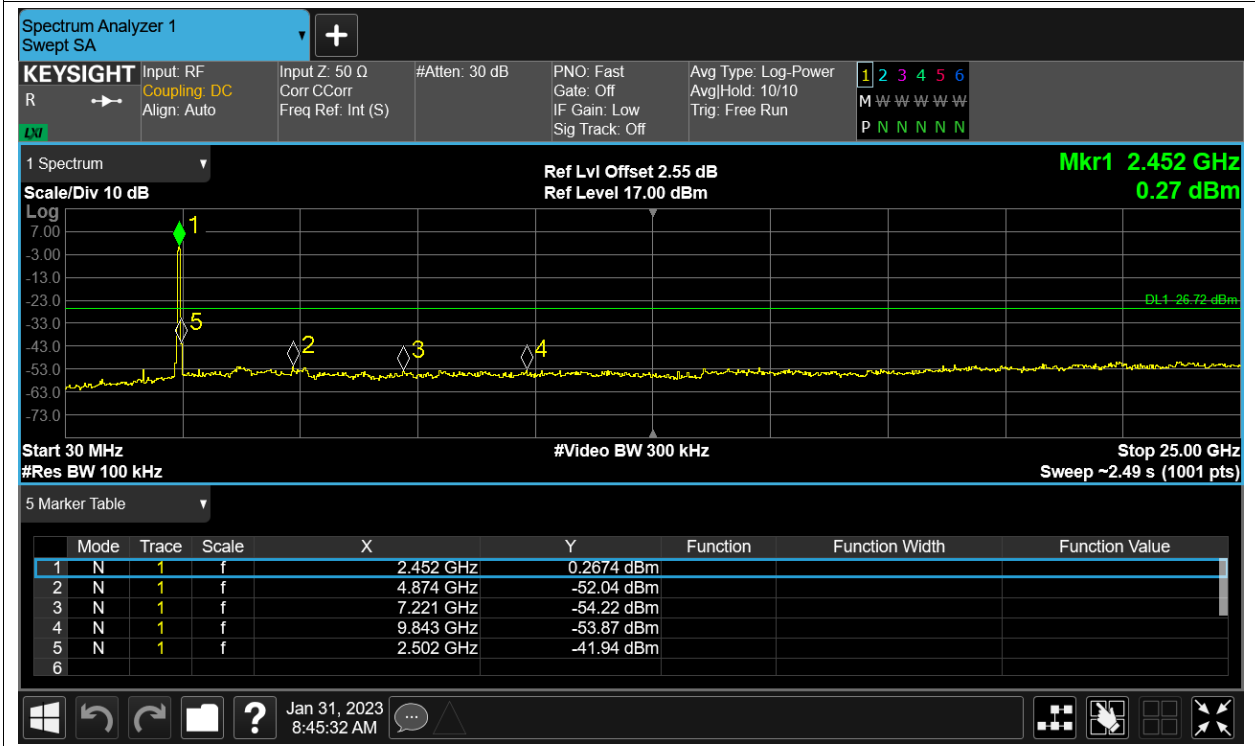 Spectrum Analyzer 1
Swept SA
+
KEYSIGHT
R
LXI
Input: RF
Coupling: DC
Align: Auto
Input Z: 50 Ω
Corr CCorr
Freq Ref: Int (S)
#Atten: 30 dB
PNO: Fast
Gate: Off
IF Gain: Low
Sig Track: Off
Avg Type: Log-Power
Avg|Hold: 10/10
Trig: Free Run
1 2 3 4 5 6
M W W W W W
P N N N N N
1 Spectrum
Scale/Div 10 dB
Ref Lvl Offset 2.55 dB
Ref Level 17.00 dBm
Mkr1 2.452 GHz
0.27 dBm
Log
7.00
-3.00
-13.0
-23.0
-33.0
-43.0
-53.0
-63.0
-73.0
1
5
2
3
4
DL1 -26.72 dBm
Start 30 MHz
#Res BW 100 kHz
#Video BW 300 kHz
Stop 25.00 GHz
Sweep ~2.49 s (1001 pts)
5 Marker Table
Mode Trace Scale X Y Function Function Width Function Value
1 N 1 f 2.452 GHz 0.2674 dBm
2 N 1 f 4.874 GHz -52.04 dBm
3 N 1 f 7.221 GHz -54.22 dBm
4 N 1 f 9.843 GHz -53.87 dBm
5 N 1 f 2.502 GHz -41.94 dBm
6
?
Jan 31, 2023
8:45:32 AM